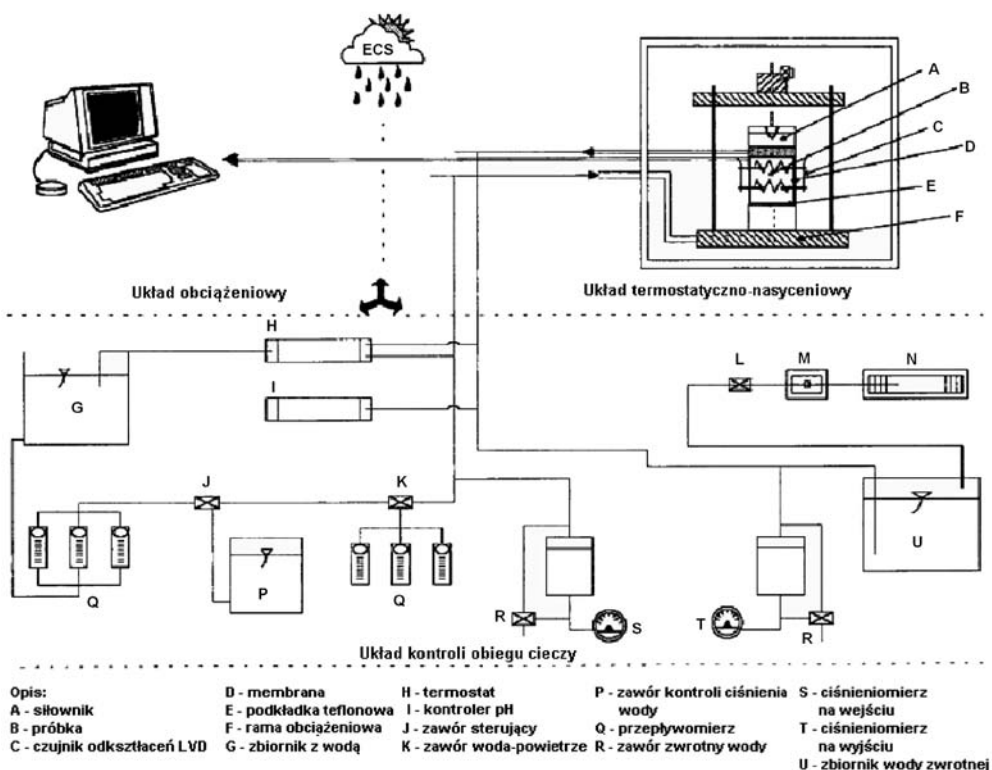 ECS
A
B
C
D
E
F
Układ obciążeniowy
Układ termostatyczno-nasyceniowy
H
I
G
L
M
N
J
K
Q
P
Q
R
S
T
R
U
Układ kontroli obiegu cieczy
Opis:
A - siłownik
B - próbka
C - czujnik odkształceń LVD
D - membrana
E - podkładka teflonowa
F - rama obciążeniowa
G - zbiornik z wodą
H - termostat
I - kontroler pH
J - zawór sterujący
K - zawór woda-powietrze
P - zawór kontroli ciśnienia
wody
Q - przepływomierz
R - zawór zwrotny wody
S - ciśnieniomierz
na wejściu
T - ciśnieniomierz
na wyjściu
U - zbiornik wody zwrotnej